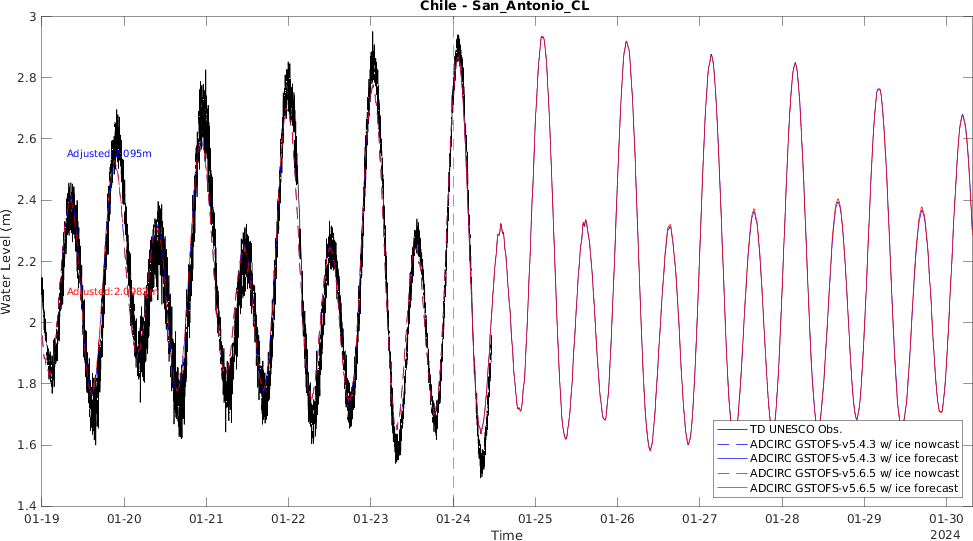 Chile - San_Antonio_CL
3
2.8
2.6
2.4
2.2
2
1.8
1.6
1.4
Water Level (m)
TD UNESCO Obs.
ADCIRC GSTOFS-v5.4.3 w/ ice nowcast
ADCIRC GSTOFS-v5.4.3 w/ ice forecast
ADCIRC GSTOFS-v5.6.5 w/ ice nowcast
ADCIRC GSTOFS-v5.6.5 w/ ice forecast
01-19 01-20 01-21 01-22 01-23 01-24 01-25 01-26 01-27 01-28 01-29 01-30
Time
2024